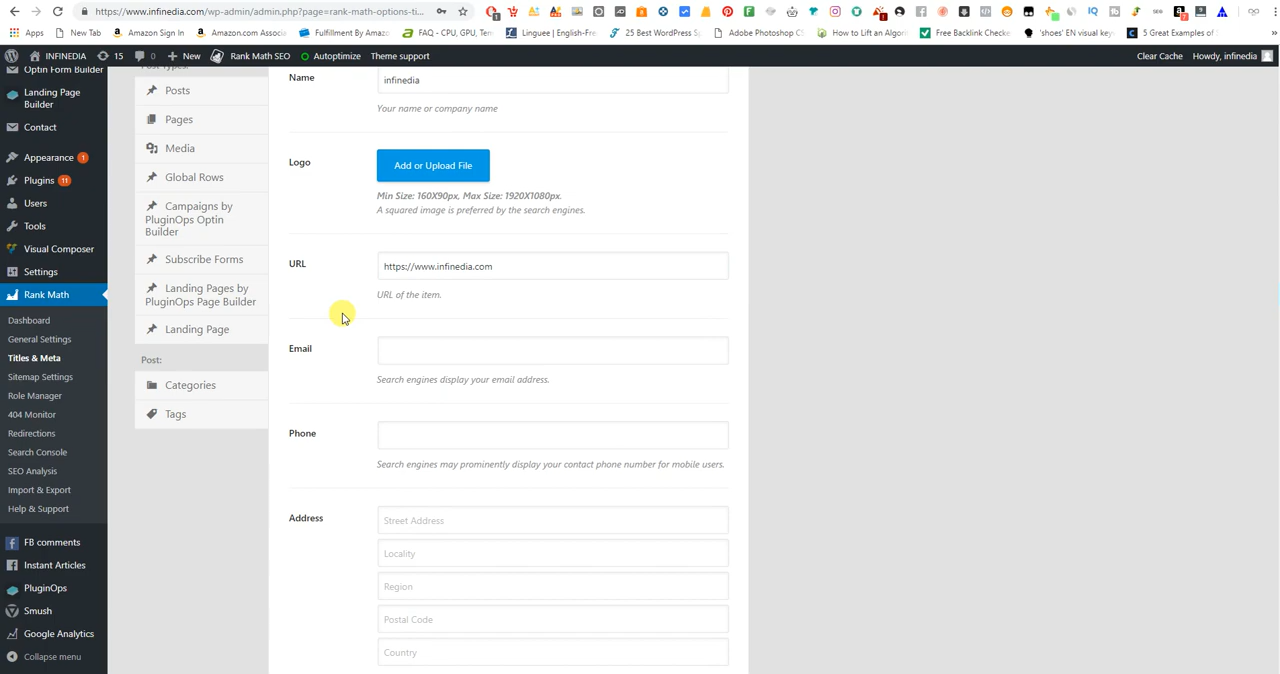 https://www.infinedia.com/wp-admin/admin.php?page=rank-math-options-ti...
Apps
New Tab
Amazon Sign In
Amazon.com Associ
Fulfillment By Amazo
FAQ - CPU, GPU, Tem
Linguee | English-Fre
25 Best WordPress S
Adobe Photoshop CS
How to Lift an Algori
Free Backlink Checke
'shoes' EN visual key
5 Great Examples of
INFINEDIA
15
0
New
Rank Math SEO
Autoptimize
Theme support
Clear Cache
Howdy, infinedia
Optin Form Builder
Landing Page
Builder
Contact
Appearance 1
Plugins 11
Users
Tools
Visual Composer
Settings
Rank Math
Dashboard
General Settings
Titles & Meta
Sitemap Settings
Role Manager
404 Monitor
Redirections
Search Console
SEO Analysis
Import & Export
Help & Support
FB comments
Instant Articles
PluginOps
Smush
Google Analytics
Collapse menu
Post Types:
Posts
Pages
Media
Global Rows
Campaigns by
PluginOps Optin
Builder
Subscribe Forms
Landing Pages by
PluginOps Page Builder
Landing Page
Post:
Categories
Tags
Name
infinedia
Your name or company name
Logo
Add or Upload File
Min Size: 160X90px, Max Size: 1920X1080px.
A squared image is preferred by the search engines.
URL
https://www.infinedia.com
URL of the item.
Email
Search engines display your email address.
Phone
Search engines may prominently display your contact phone number for mobile users.
Address
Street Address
Locality
Region
Postal Code
Country